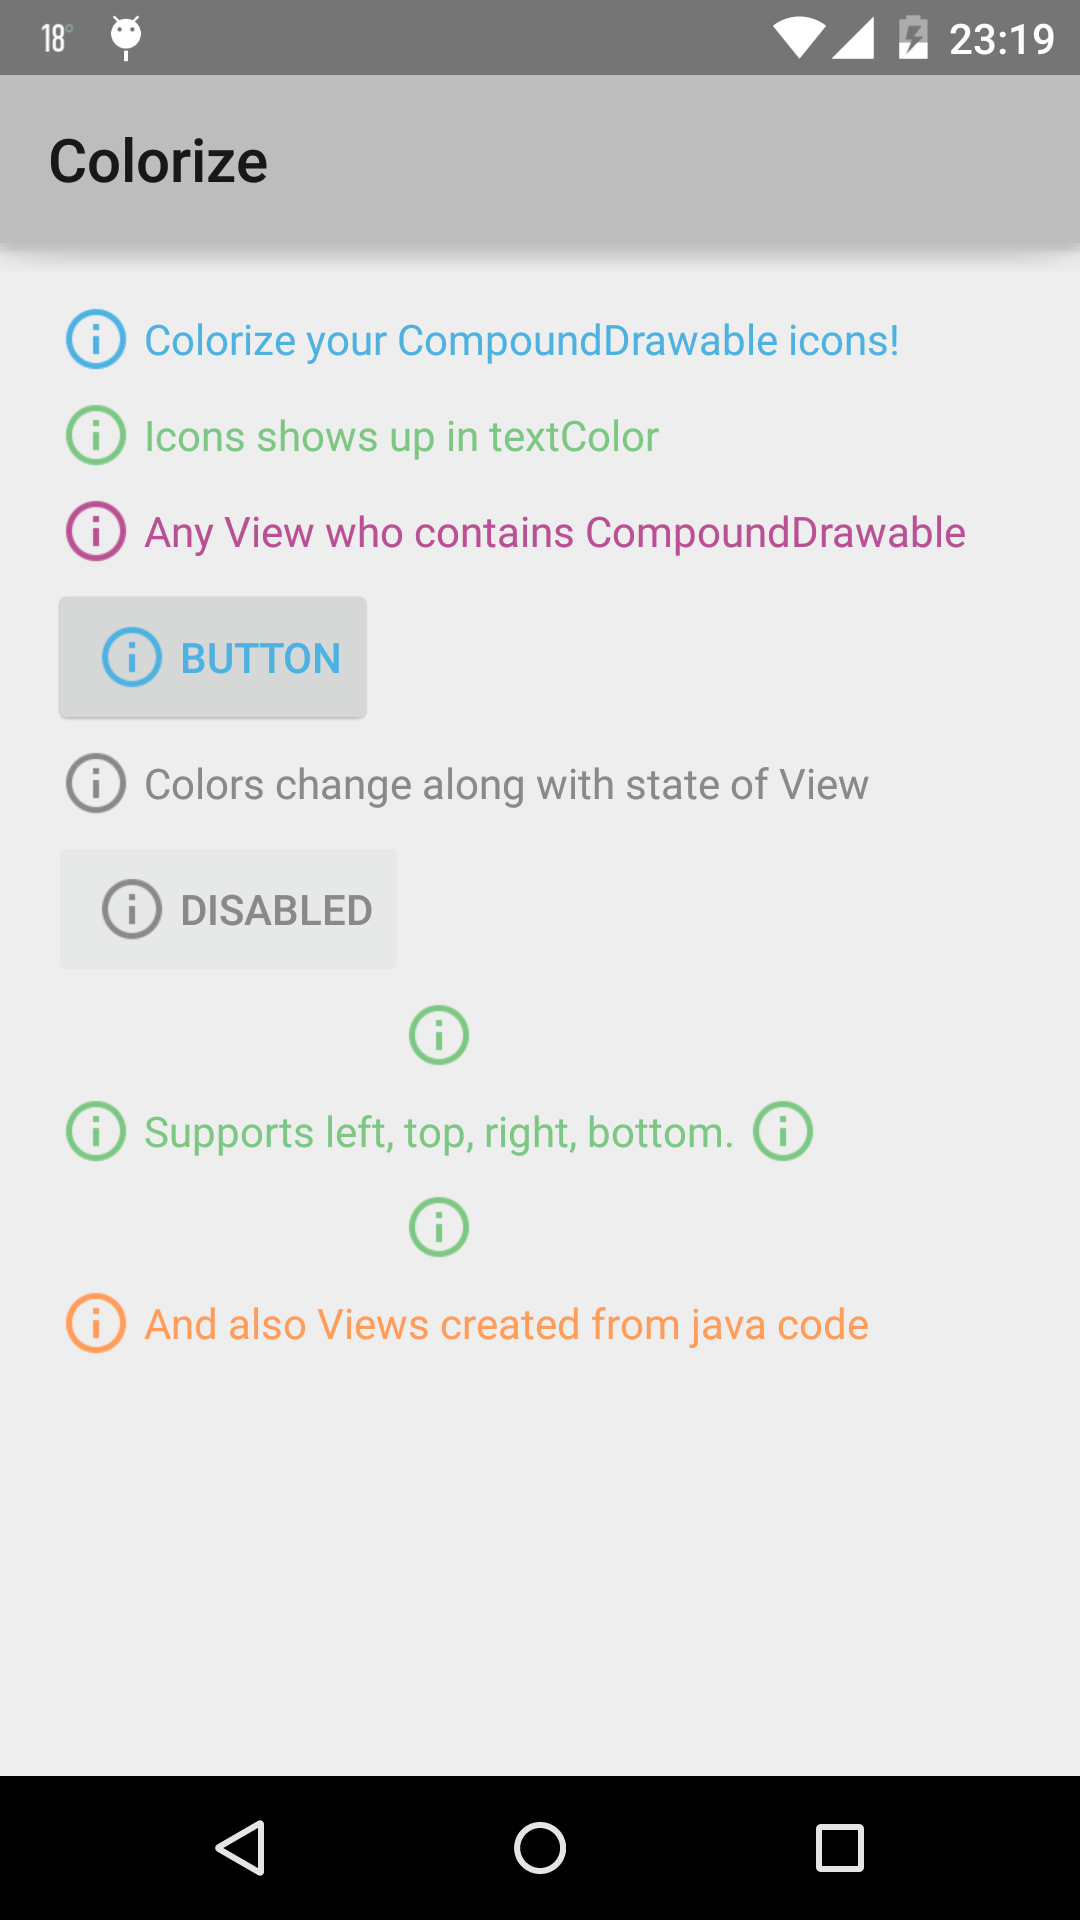 18° 23:19
Colorize
Colorize your CompoundDrawable icons!
Icons shows up in textColor
Any View who contains CompoundDrawable
BUTTON
Colors change along with state of View
DISABLED
Supports left, top, right, bottom.
And also Views created from java code